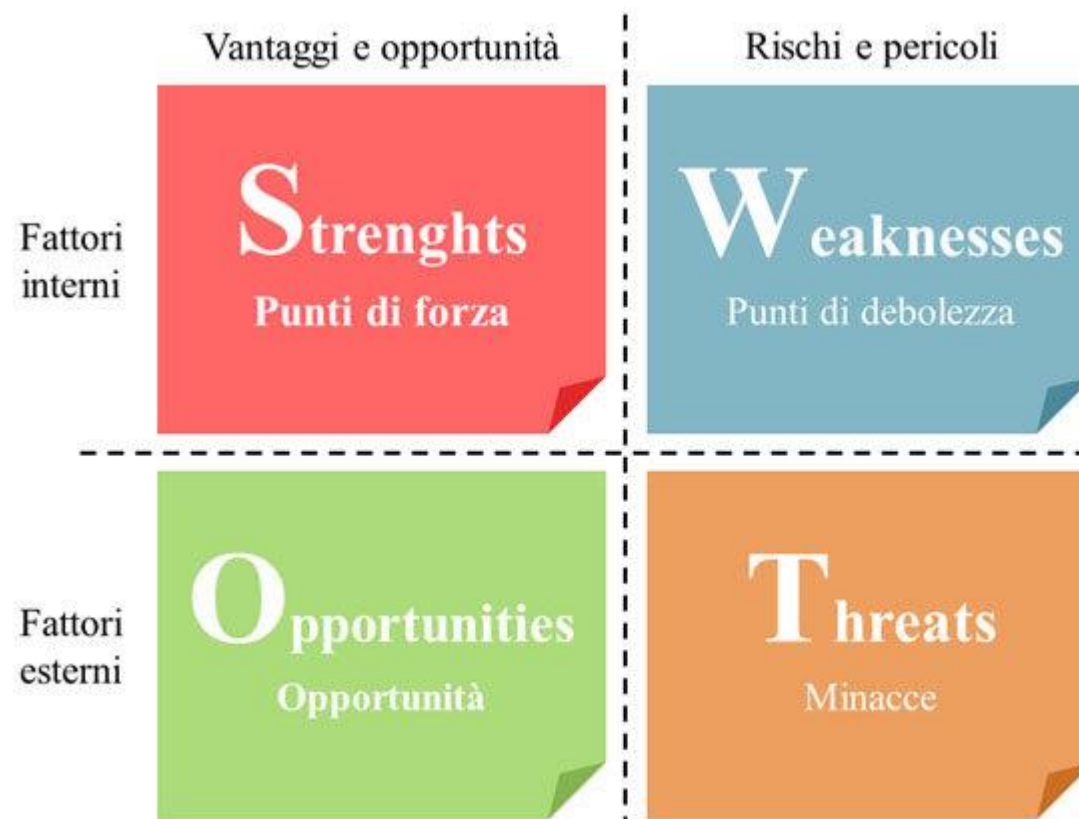 Vantaggi e opportunità
Rischi e pericoli
Fattori
interni
Strenghts
Punti di forza
Weaknesses
Punti di debolezza
Fattori
esterni
Opportunities
Opportunità
Threats
Minacce